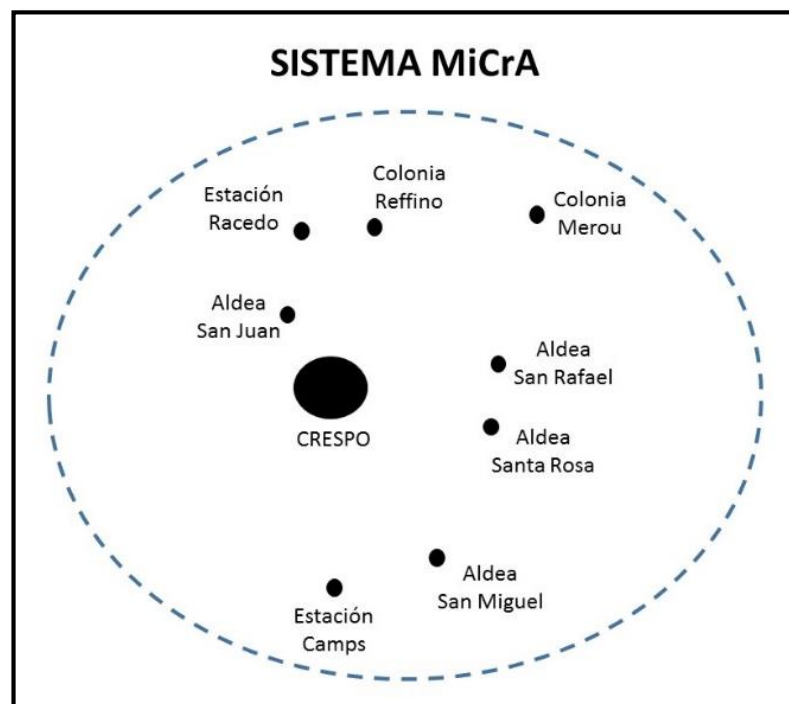 SISTEMA MiCrA
Colonia
Reffino
Estación
Racedo
Colonia
Merou
Aldea
San Juan
Aldea
San Rafael
CRESPO
Aldea
Santa Rosa
Aldea
San Miguel
Estación
Camps